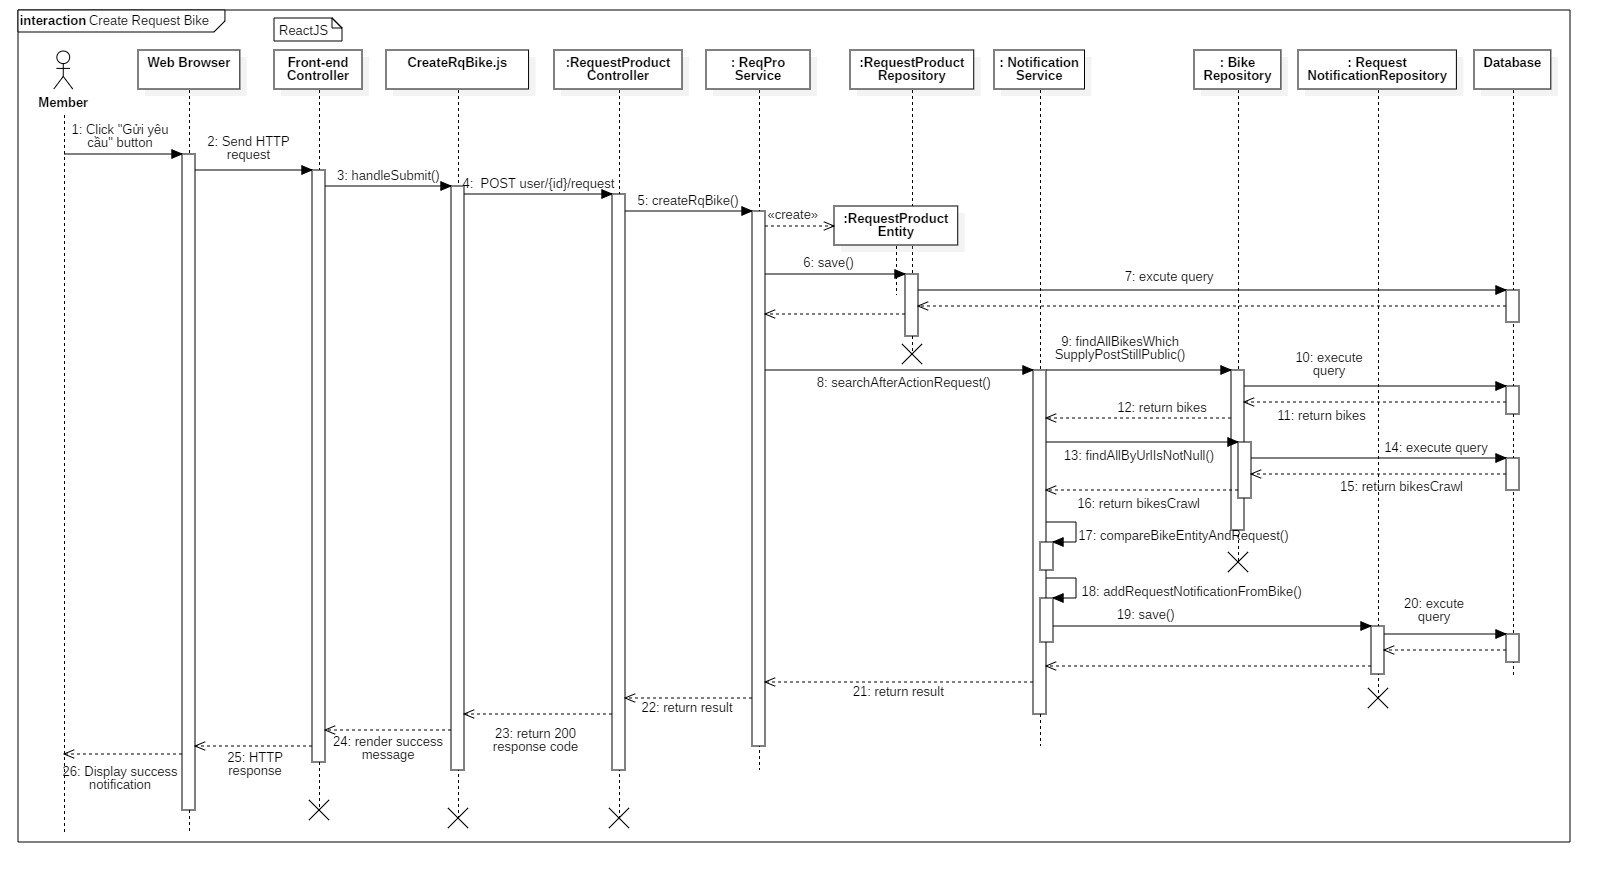 interaction Create Request Bike
ReactJS
Member
Web Browser
Front-end
Controller
CreateRqBike.js
:RequestProduct
Controller
: ReqPro
Service
:RequestProduct
Repository
: Notification
Service
: Bike
Repository
: Request
NotificationRepository
Database
1: Click "Gửi yêu
cầu" button
2: Send HTTP
request
3: handleSubmit()
4:  POST user/{id}/request
5: createRqBike()
«create»
:RequestProduct
Entity
6: save()
7: excute query
8: searchAfterActionRequest()
9: findAllBikesWhich
SupplyPostStillPublic()
10: execute
query
11: return bikes
12: return bikes
13: findAllByUrlIsNotNull()
14: execute query
15: return bikesCrawl
16: return bikesCrawl
17: compareBikeEntityAndRequest()
18: addRequestNotificationFromBike()
19: save()
20: excute
query
21: return result
22: return result
23: return 200
response code
24: render success
message
25: HTTP
response
26: Display success
notification